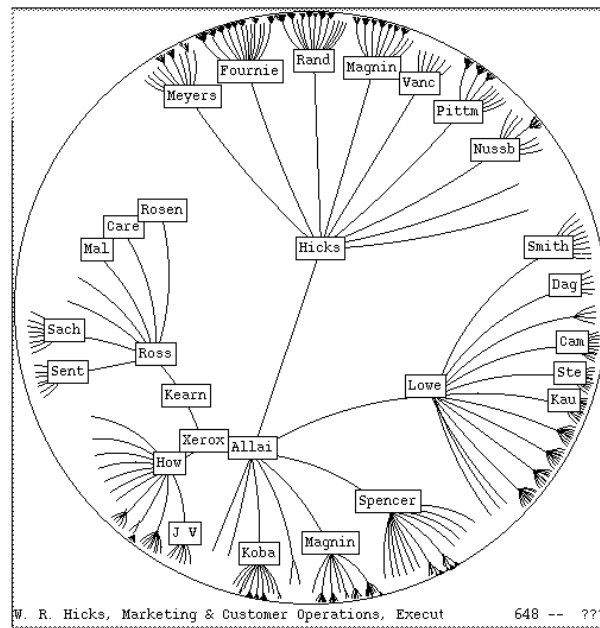 Rand
Fournie
Magnin
Vanc
Meyers
Pittm
Nussb
Rosen
Care
Mal
Hicks
Smith
Dag
Sach
Cam
Ross
Sent
Ste
Lowe
Kearn
Kau
Xerox
Allai
How
Spencer
J V
Magnin
Koba
W. R. Hicks, Marketing & Customer Operations, Execut 648 -- ???